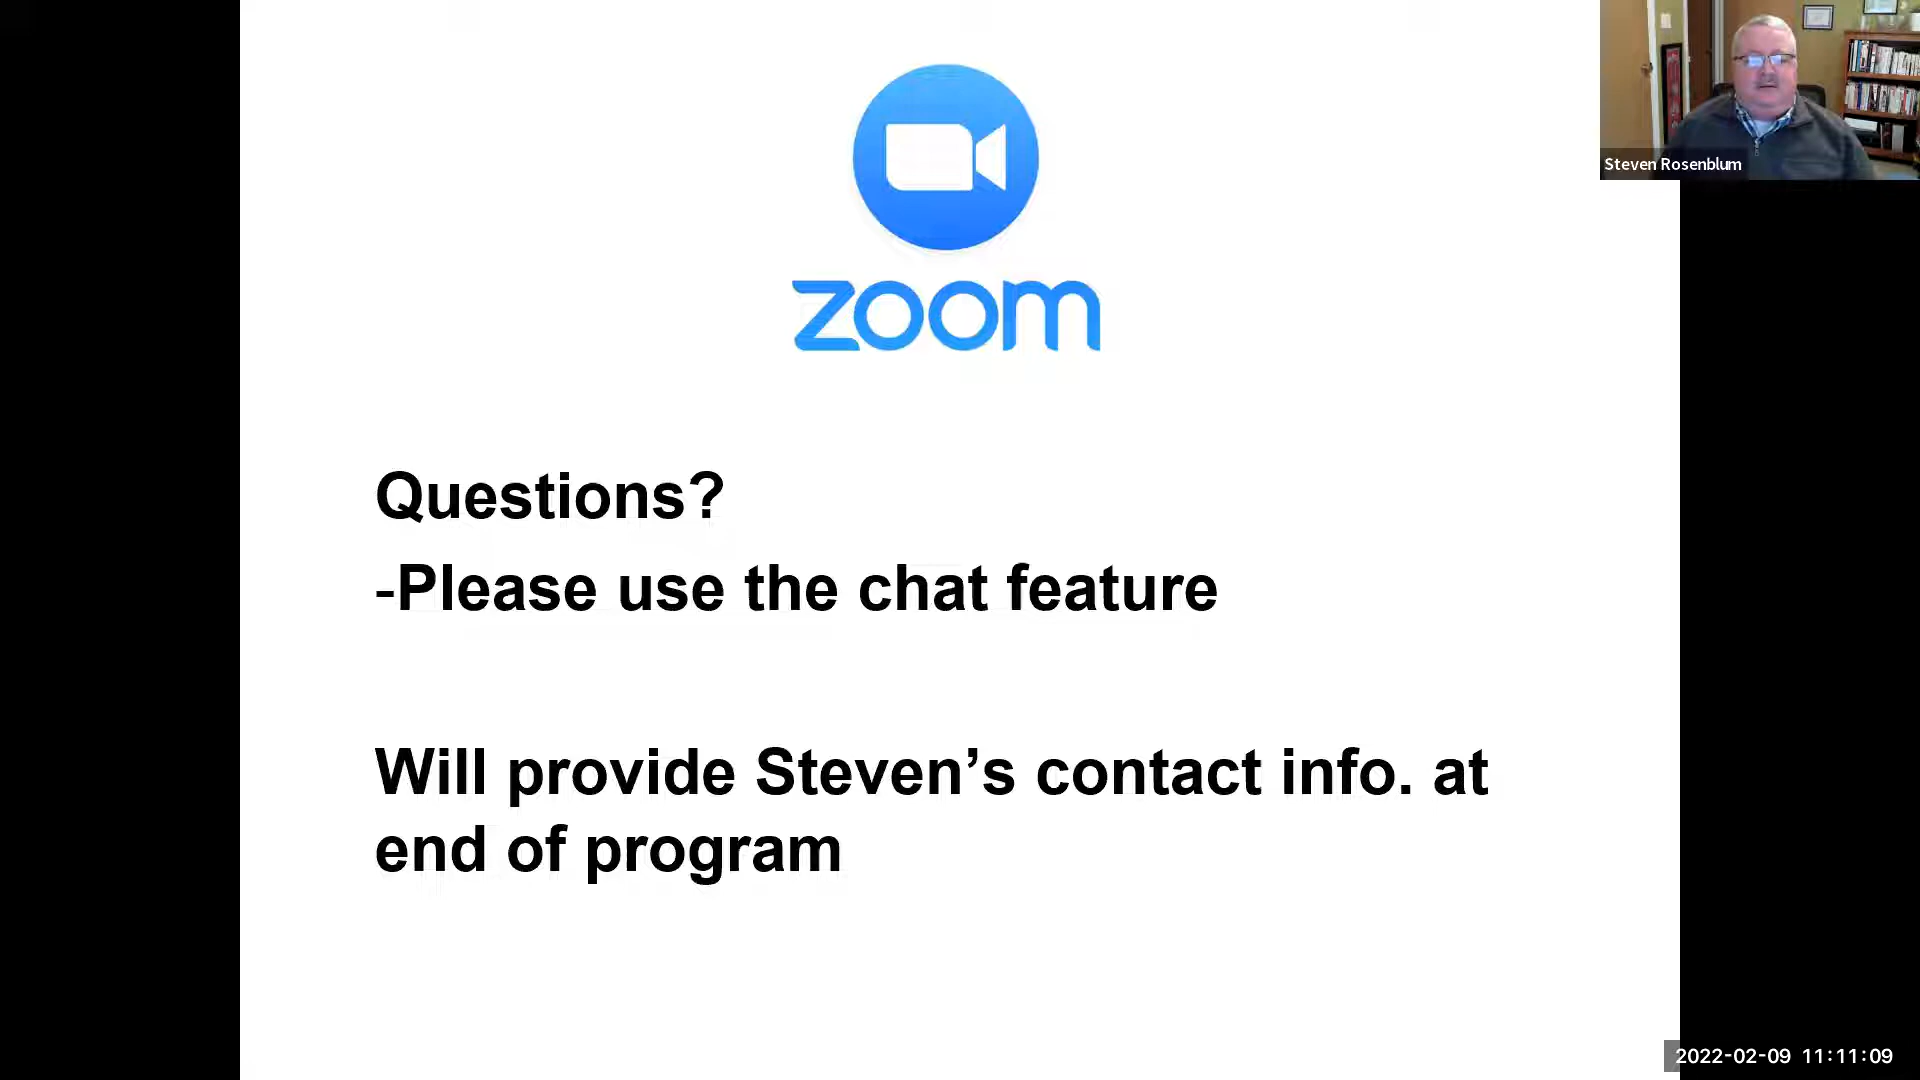 Steven Rosenblum
zoom
Questions?
-Please use the chat feature
Will provide Steven’s contact info. at
end of program
2022-02-09 11:11:09